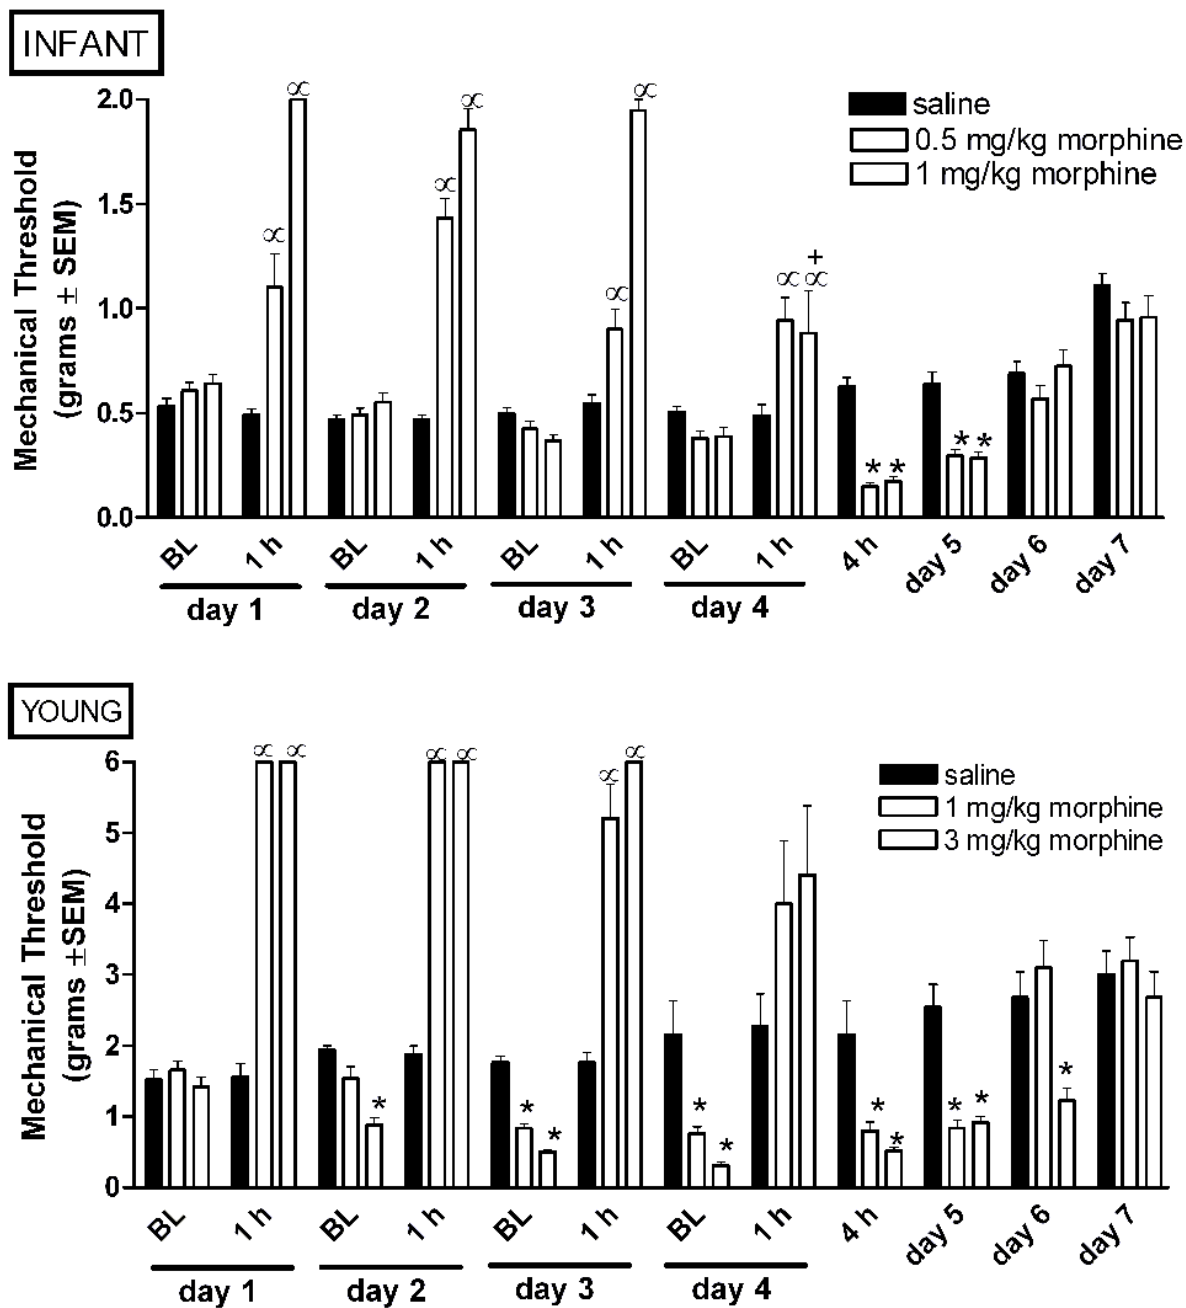 INFANT
Mechanical Threshold
(grams ± SEM)
2.0
1.5
1.0
0.5
0.0
∝
∝
∝
∝
∝
∝
∝
+
∝
* *
* *
saline
0.5 mg/kg morphine
1 mg/kg morphine
BL 1 h BL 1 h BL 1 h BL 1 h 4 h day 5 day 6 day 7
day 1 day 2 day 3 day 4
YOUNG
Mechanical Threshold
(grams ±SEM)
6
5
4
3
2
1
0
∝ ∝
∝ ∝
∝ ∝
*
*
*
*
*
*
*
* *
*
saline
1 mg/kg morphine
3 mg/kg morphine
BL 1 h BL 1 h BL 1 h BL 1 h 4 h day 5 day 6 day 7
day 1 day 2 day 3 day 4